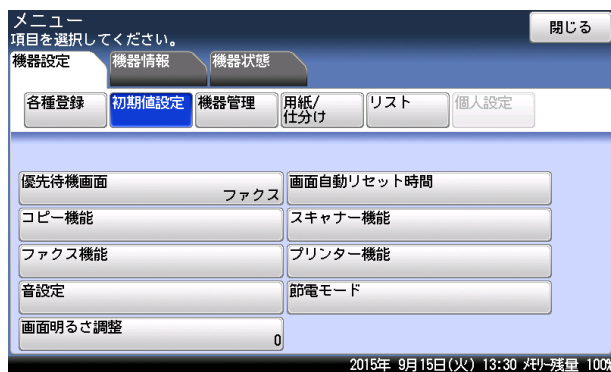 メニュー
項目を選択してください。
閉じる
機器設定
機器情報
機器状態
各種登録
初期値設定
機器管理
用紙/
仕分け
リスト
個人設定
優先待機画面
ファクス
画面自動リセット時間
コピー機能
スキャナー機能
ファクス機能
プリンター機能
音設定
節電モード
画面明るさ調整
0
2015年 9月15日(火) 13:30 メモリー残量 100%